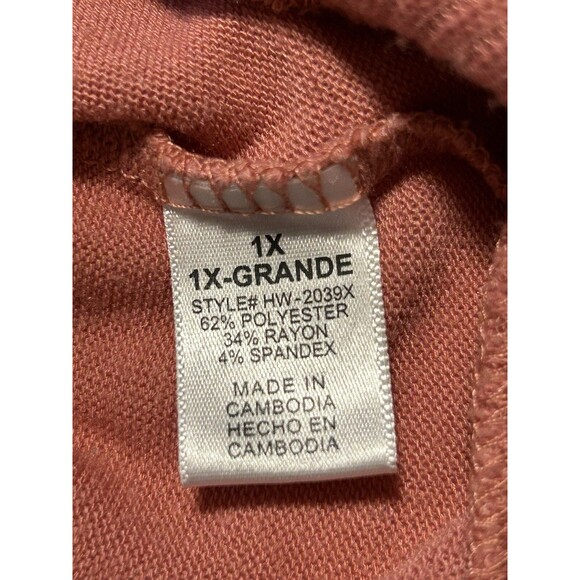 1X
1X-GRANDE
STYLE# HW-2039X
62% POLYESTER
34% RAYON
4% SPANDEX
MADE IN
CAMBODIA
HECHO EN
CAMBODIA